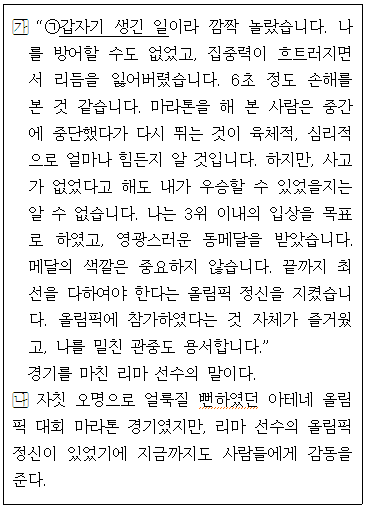 가 “㉠갑자기 생긴 일이라 깜짝 놀랐습니다. 나
를 방어할 수도 없었고, 집중력이 흐트러지면
서 리듬을 잃어버렸습니다. 6초 정도 손해를
본 것 같습니다. 마라톤을 해 본 사람은 중간
에 중단했다가 다시 뛰는 것이 육체적, 심리적
으로 얼마나 힘든지 알 것입니다. 하지만, 사고
가 없었다고 해도 내가 우승할 수 있었을지는
알 수 없습니다. 나는 3위 이내의 입상을 목표
로 하였고, 영광스러운 동메달을 받았습니다.
메달의 색깔은 중요하지 않습니다. 끝까지 최
선을 다하여야 한다는 올림픽 정신을 지켰습니
다. 올림픽에 참가하였다는 것 자체가 즐거웠
고, 나를 밀친 관중도 용서합니다.”
경기를 마친 리마 선수의 말이다.
나 자칫 오명으로 얼룩질 뻔하였던 아테네 올림
픽 대회 마라톤 경기였지만, 리마 선수의 올림픽
정신이 있었기에 지금까지도 사람들에게 감동을
준다.